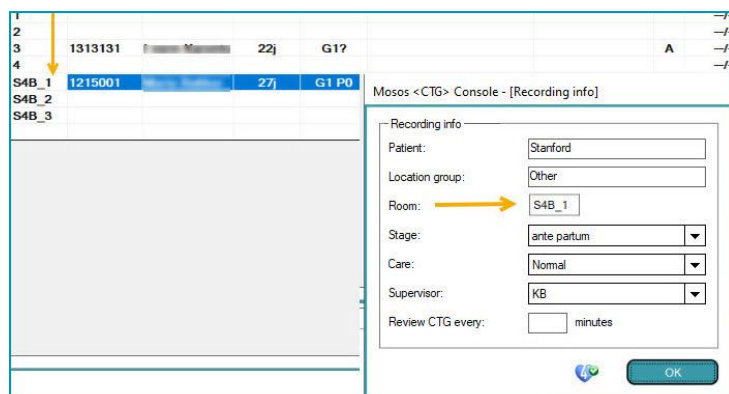 1
2
3 1313131 22j G1? A
4
S4B_1 1215001 27j G1 P0
S4B_2
S4B_3
Mosos <CTG> Console - [Recording info]
Recording info
Patient: Stanford
Location group: Other
Room: S4B_1
Stage: ante partum
Care: Normal
Supervisor: KB
Review CTG every: minutes
OK